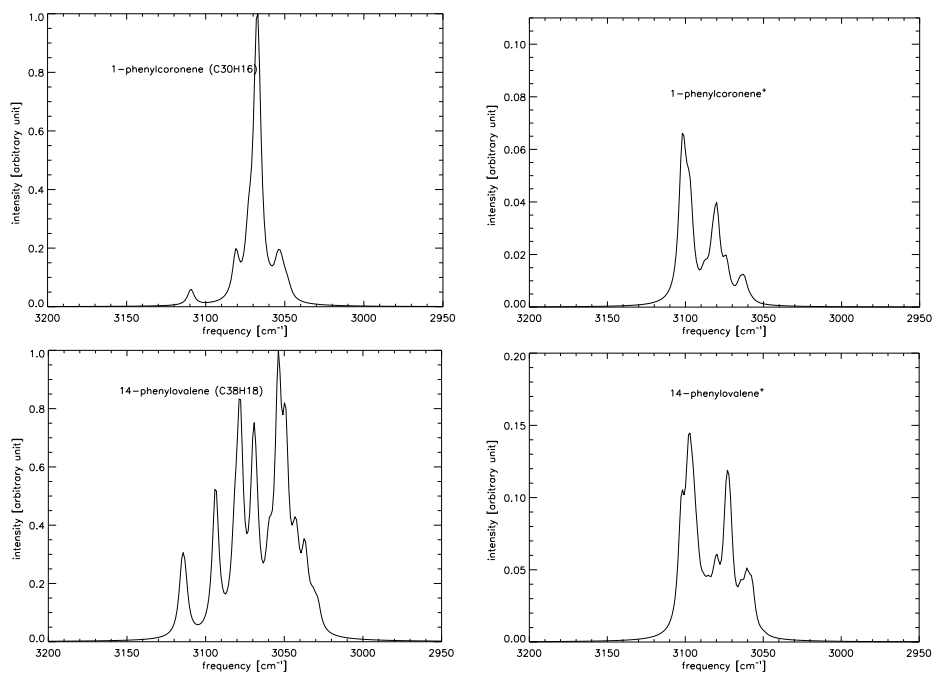 1.0
0.8
0.6
0.4
0.2
0.0
intensity [arbitrary unit]
1-phenylcoronene (C30H16)
3200 3150 3100 3050 3000 2950
frequency [cm⁻¹]
0.10
0.08
0.06
0.04
0.02
0.00
intensity [arbitrary unit]
1-phenylcoronene⁺
3200 3150 3100 3050 3000 2950
frequency [cm⁻¹]
1.0
0.8
0.6
0.4
0.2
0.0
intensity [arbitrary unit]
14-phenylovalene (C38H18)
3200 3150 3100 3050 3000 2950
frequency [cm⁻¹]
0.20
0.15
0.10
0.05
0.00
intensity [arbitrary unit]
14-phenylovalene⁺
3200 3150 3100 3050 3000 2950
frequency [cm⁻¹]